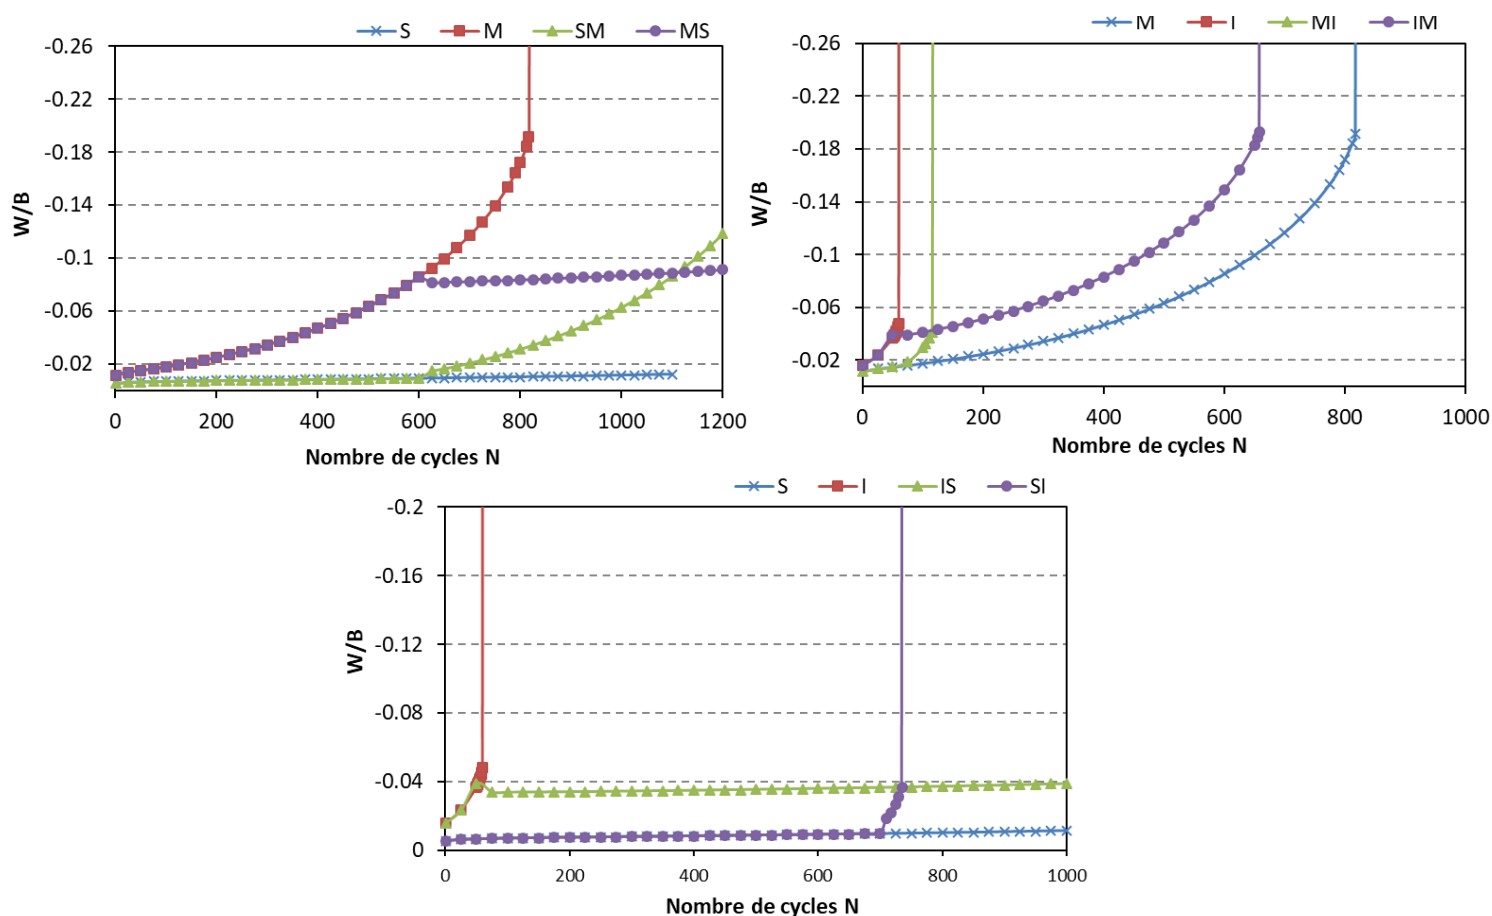 S M SM MS
-0.26
-0.22
-0.18
-0.14
-0.1
-0.06
-0.02
W/B
0 200 400 600 800 1000 1200
Nombre de cycles N
M I MI IM
-0.26
-0.22
-0.18
-0.14
-0.1
-0.06
-0.02
W/B
0 200 400 600 800 1000
Nombre de cycles N
S I IS SI
-0.2
-0.16
-0.12
-0.08
-0.04
0
W/B
0 200 400 600 800 1000
Nombre de cycles N